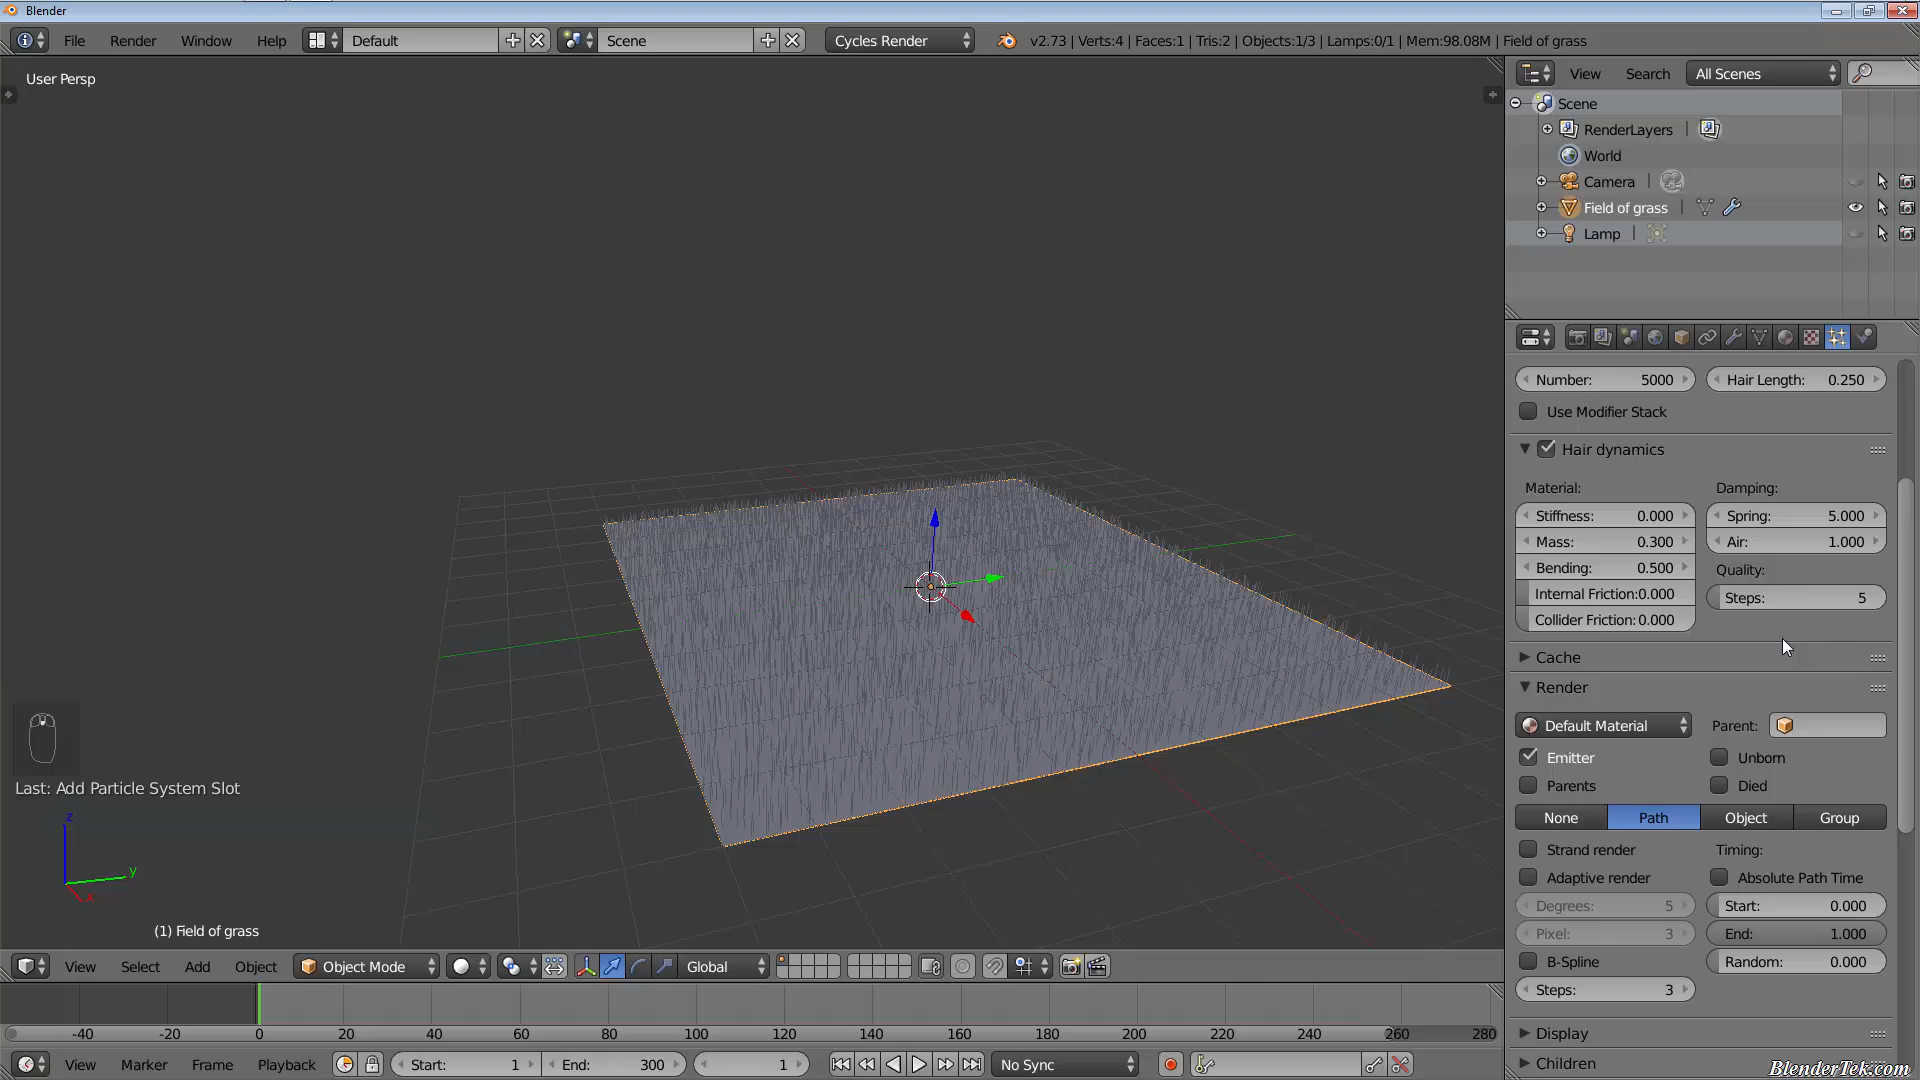 Blender
File Render Window Help Default Scene Cycles Render v2.73 | Verts:4 | Faces:1 | Tris:2 | Objects:1/3 | Lamps:0/1 | Mem:98.08M | Field of grass
User Persp
View Search All Scenes
Scene
RenderLayers
World
Camera
Field of grass
Lamp
Number: 5000 Hair Length: 0.250
Use Modifier Stack
Hair dynamics
Material: Damping:
Stiffness: 0.000 Spring: 5.000
Mass: 0.300 Air: 1.000
Bending: 0.500 Quality:
Internal Friction:0.000 Steps: 5
Collider Friction: 0.000
Cache
Render
Default Material Parent:
Emitter Unborn
Parents Died
None Path Object Group
Strand render Timing:
Adaptive render Absolute Path Time
Degrees: 5 Start: 0.000
Pixel: 3 End: 1.000
B-Spline Random: 0.000
Steps: 3
Display
Children
Last: Add Particle System Slot
z
y
x
(1) Field of grass
View Select Add Object Object Mode Global
-40 -20 0 20 40 60 80 100 120 140 160 180 200 220 240 260 280
View Marker Frame Playback Start: 1 End: 300 1 No Sync
BlenderTek.com